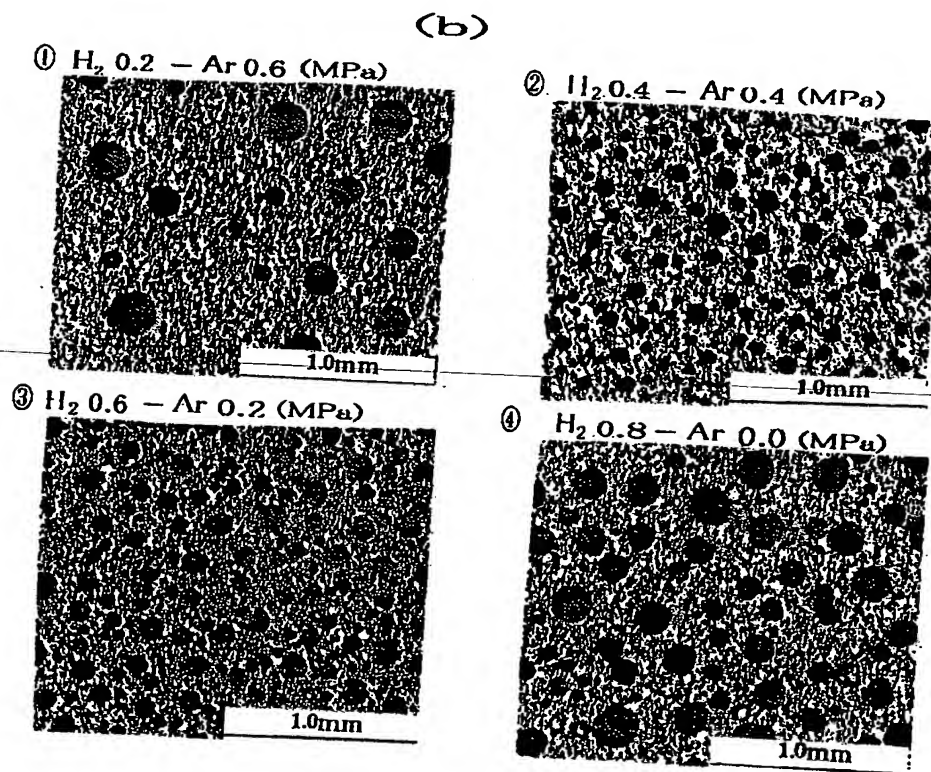 (b)
① H₂ 0.2 – Ar 0.6 (MPa)
1.0mm
② H₂ 0.4 – Ar 0.4 (MPa)
1.0mm
③ H₂ 0.6 – Ar 0.2 (MPa)
1.0mm
④ H₂ 0.8 – Ar 0.0 (MPa)
1.0mm